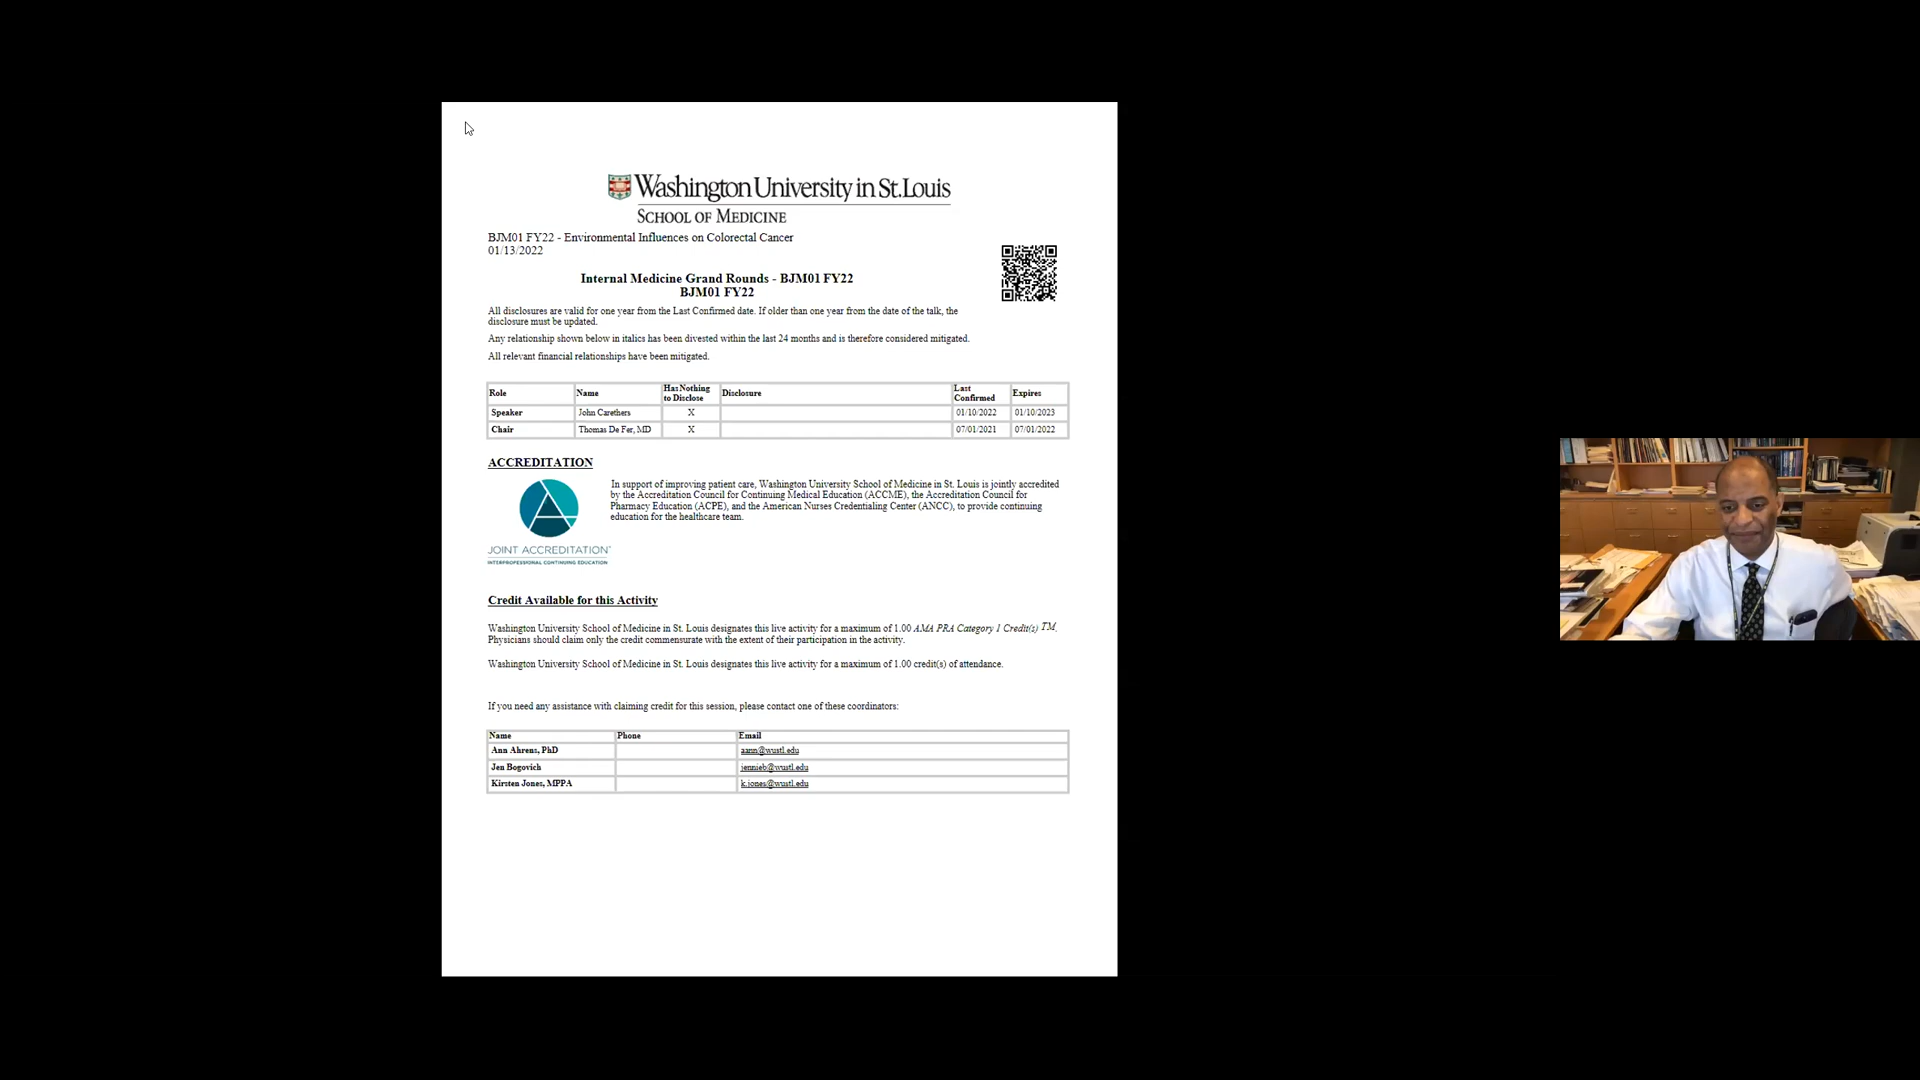 Washington University in St. Louis
SCHOOL OF MEDICINE
BJM01 FY22 - Environmental Influences on Colorectal Cancer
01/13/2022
Internal Medicine Grand Rounds - BJM01 FY22
BJM01 FY22
All disclosures are valid for one year from the Last Confirmed date. If older than one year from the date of the talk, the
disclosure must be updated.
Any relationship shown below in italics has been divested within the last 24 months and is therefore considered mitigated.
All relevant financial relationships have been mitigated.
Role Name Has Nothing to Disclose Disclosure Last Confirmed Expires
Speaker John Carethers X 01/10/2022 01/10/2023
Chair Thomas De Fer, MD X 07/01/2021 07/01/2022
ACCREDITATION
In support of improving patient care, Washington University School of Medicine in St. Louis is jointly accredited
by the Accreditation Council for Continuing Medical Education (ACCME), the Accreditation Council for
Pharmacy Education (ACPE), and the American Nurses Credentialing Center (ANCC), to provide continuing
education for the healthcare team.
JOINT ACCREDITATION®
INTERPROFESSIONAL CONTINUING EDUCATION
Credit Available for this Activity
Washington University School of Medicine in St. Louis designates this live activity for a maximum of 1.00 AMA PRA Category 1 Credit(s) TM.
Physicians should claim only the credit commensurate with the extent of their participation in the activity.
Washington University School of Medicine in St. Louis designates this live activity for a maximum of 1.00 credit(s) of attendance.
If you need any assistance with claiming credit for this session, please contact one of these coordinators:
Name Phone Email
Ann Ahrens, PhD aann@wustl.edu
Jen Bogovich jennieb@wustl.edu
Kirsten Jones, MPPA k.jones@wustl.edu